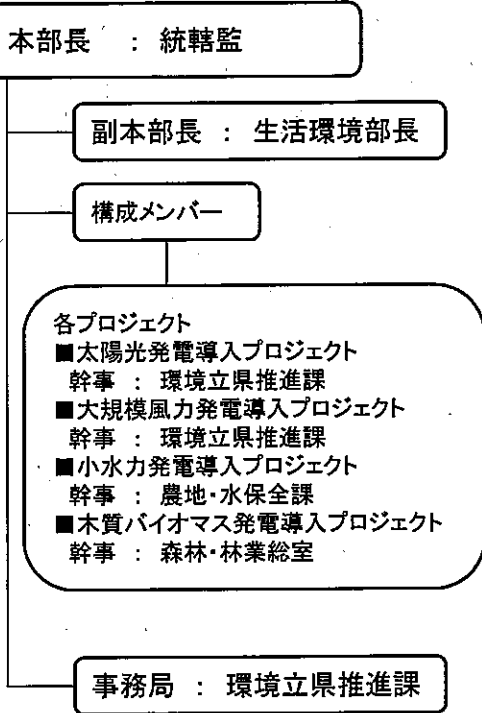 本部長 : 統轄監
副本部長 : 生活環境部長
構成メンバー
各プロジェクト
■太陽光発電導入プロジェクト
幹事 : 環境立県推進課
■大規模風力発電導入プロジェクト
幹事 : 環境立県推進課
■小水力発電導入プロジェクト
幹事 : 農地・水保全課
■木質バイオマス発電導入プロジェクト
幹事 : 森林・林業総室
事務局 : 環境立県推進課